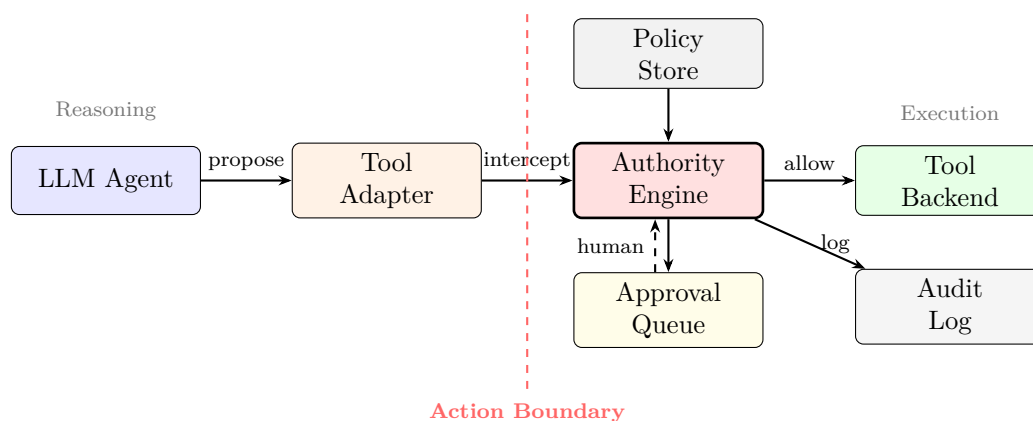 Policy
Store
Reasoning
Execution
LLM Agent
propose
Tool
Adapter
intercept
Authority
Engine
allow
Tool
Backend
human
log
Approval
Queue
Audit
Log
Action Boundary